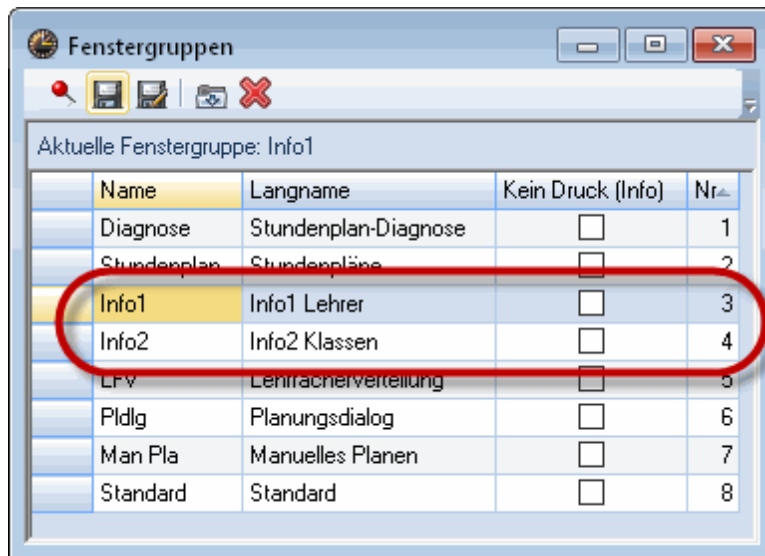 Fenstergruppen
Aktuelle Fenstergruppe: Info1
Name Langname Kein Druck (Info) Nr
Diagnose Stundenplan-Diagnose 1
Stundenplan Stundenpläne 2
Info1 Info1 Lehrer 3
Info2 Info2 Klassen 4
LFV Lehrfächerverteilung 5
Pldlg Planungsdialog 6
Man Pla Manuelles Planen 7
Standard Standard 8